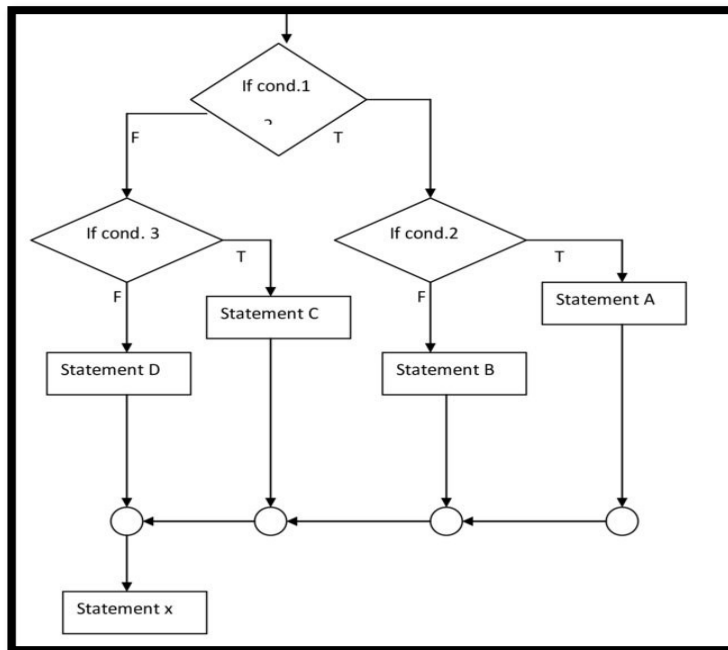 If cond.1
F
T
If cond. 3
If cond.2
T
T
F
F
Statement C
Statement A
Statement D
Statement B
Statement x